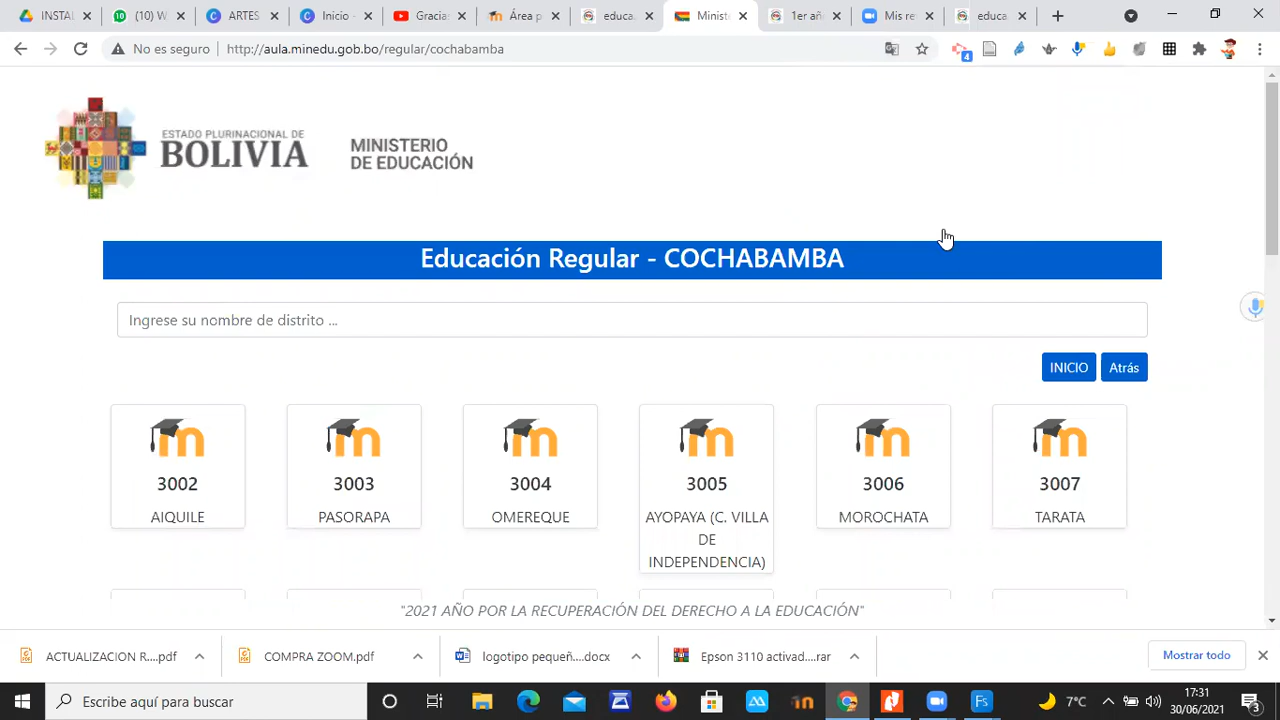 INSTAL
(10) W
ARTES
Inicio -
Gracias
Área p
educa.
Minist
1er añ
Mis re
educa
No es seguro
http://aula.minedu.gob.bo/regular/cochabamba
4
ESTADO PLURINACIONAL DE
BOLIVIA
MINISTERIO
DE EDUCACIÓN
Educación Regular - COCHABAMBA
Ingrese su nombre de distrito ...
INICIO
Atrás
3002
AIQUILE
3003
PASORAPA
3004
OMEREQUE
3005
AYOPAYA (C. VILLA
DE
INDEPENDENCIA)
3006
MOROCHATA
3007
TARATA
"2021 AÑO POR LA RECUPERACIÓN DEL DERECHO A LA EDUCACIÓN"
ACTUALIZACION R....pdf
COMPRA ZOOM.pdf
logotipo pequeñ....docx
Epson 3110 activad....rar
Mostrar todo
Escribe aquí para buscar
7°C
17:31
30/06/2021
3